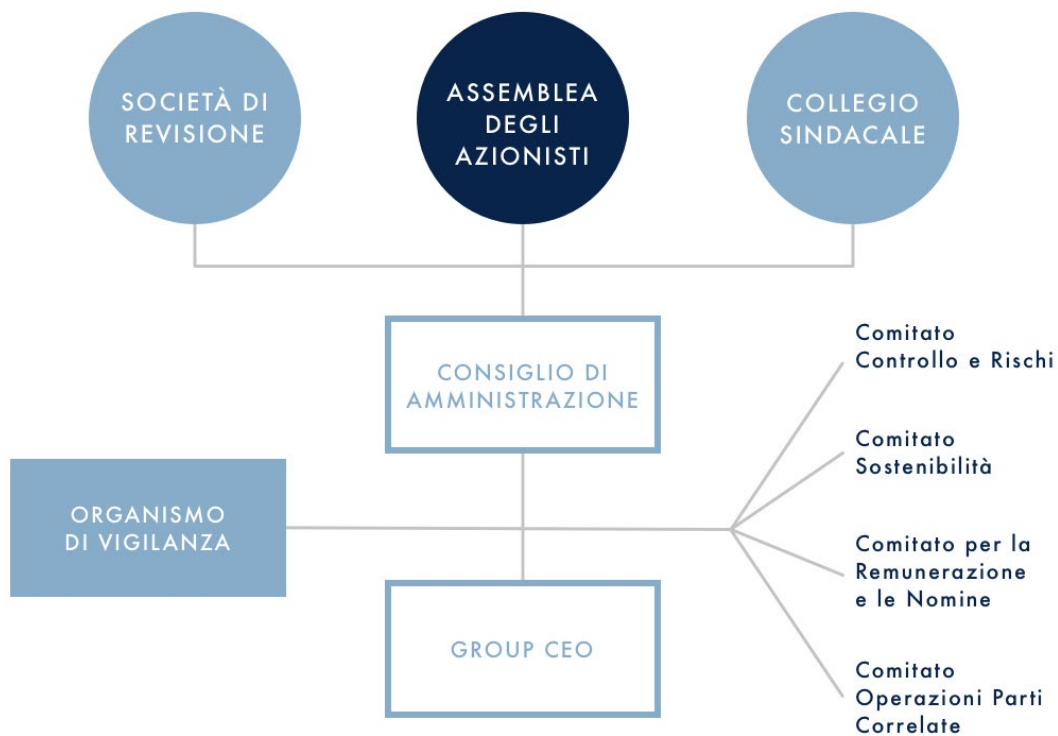 SOCIETÀ DI
REVISIONE
ASSEMBLEA
DEGLI
AZIONISTI
COLLEGIO
SINDACALE
CONSIGLIO DI
AMMINISTRAZIONE
Comitato
Controllo e Rischi
Comitato
Sostenibilità
ORGANISMO
DI VIGILANZA
Comitato per la
Remunerazione
e le Nomine
GROUP CEO
Comitato
Operazioni Parti
Correlate